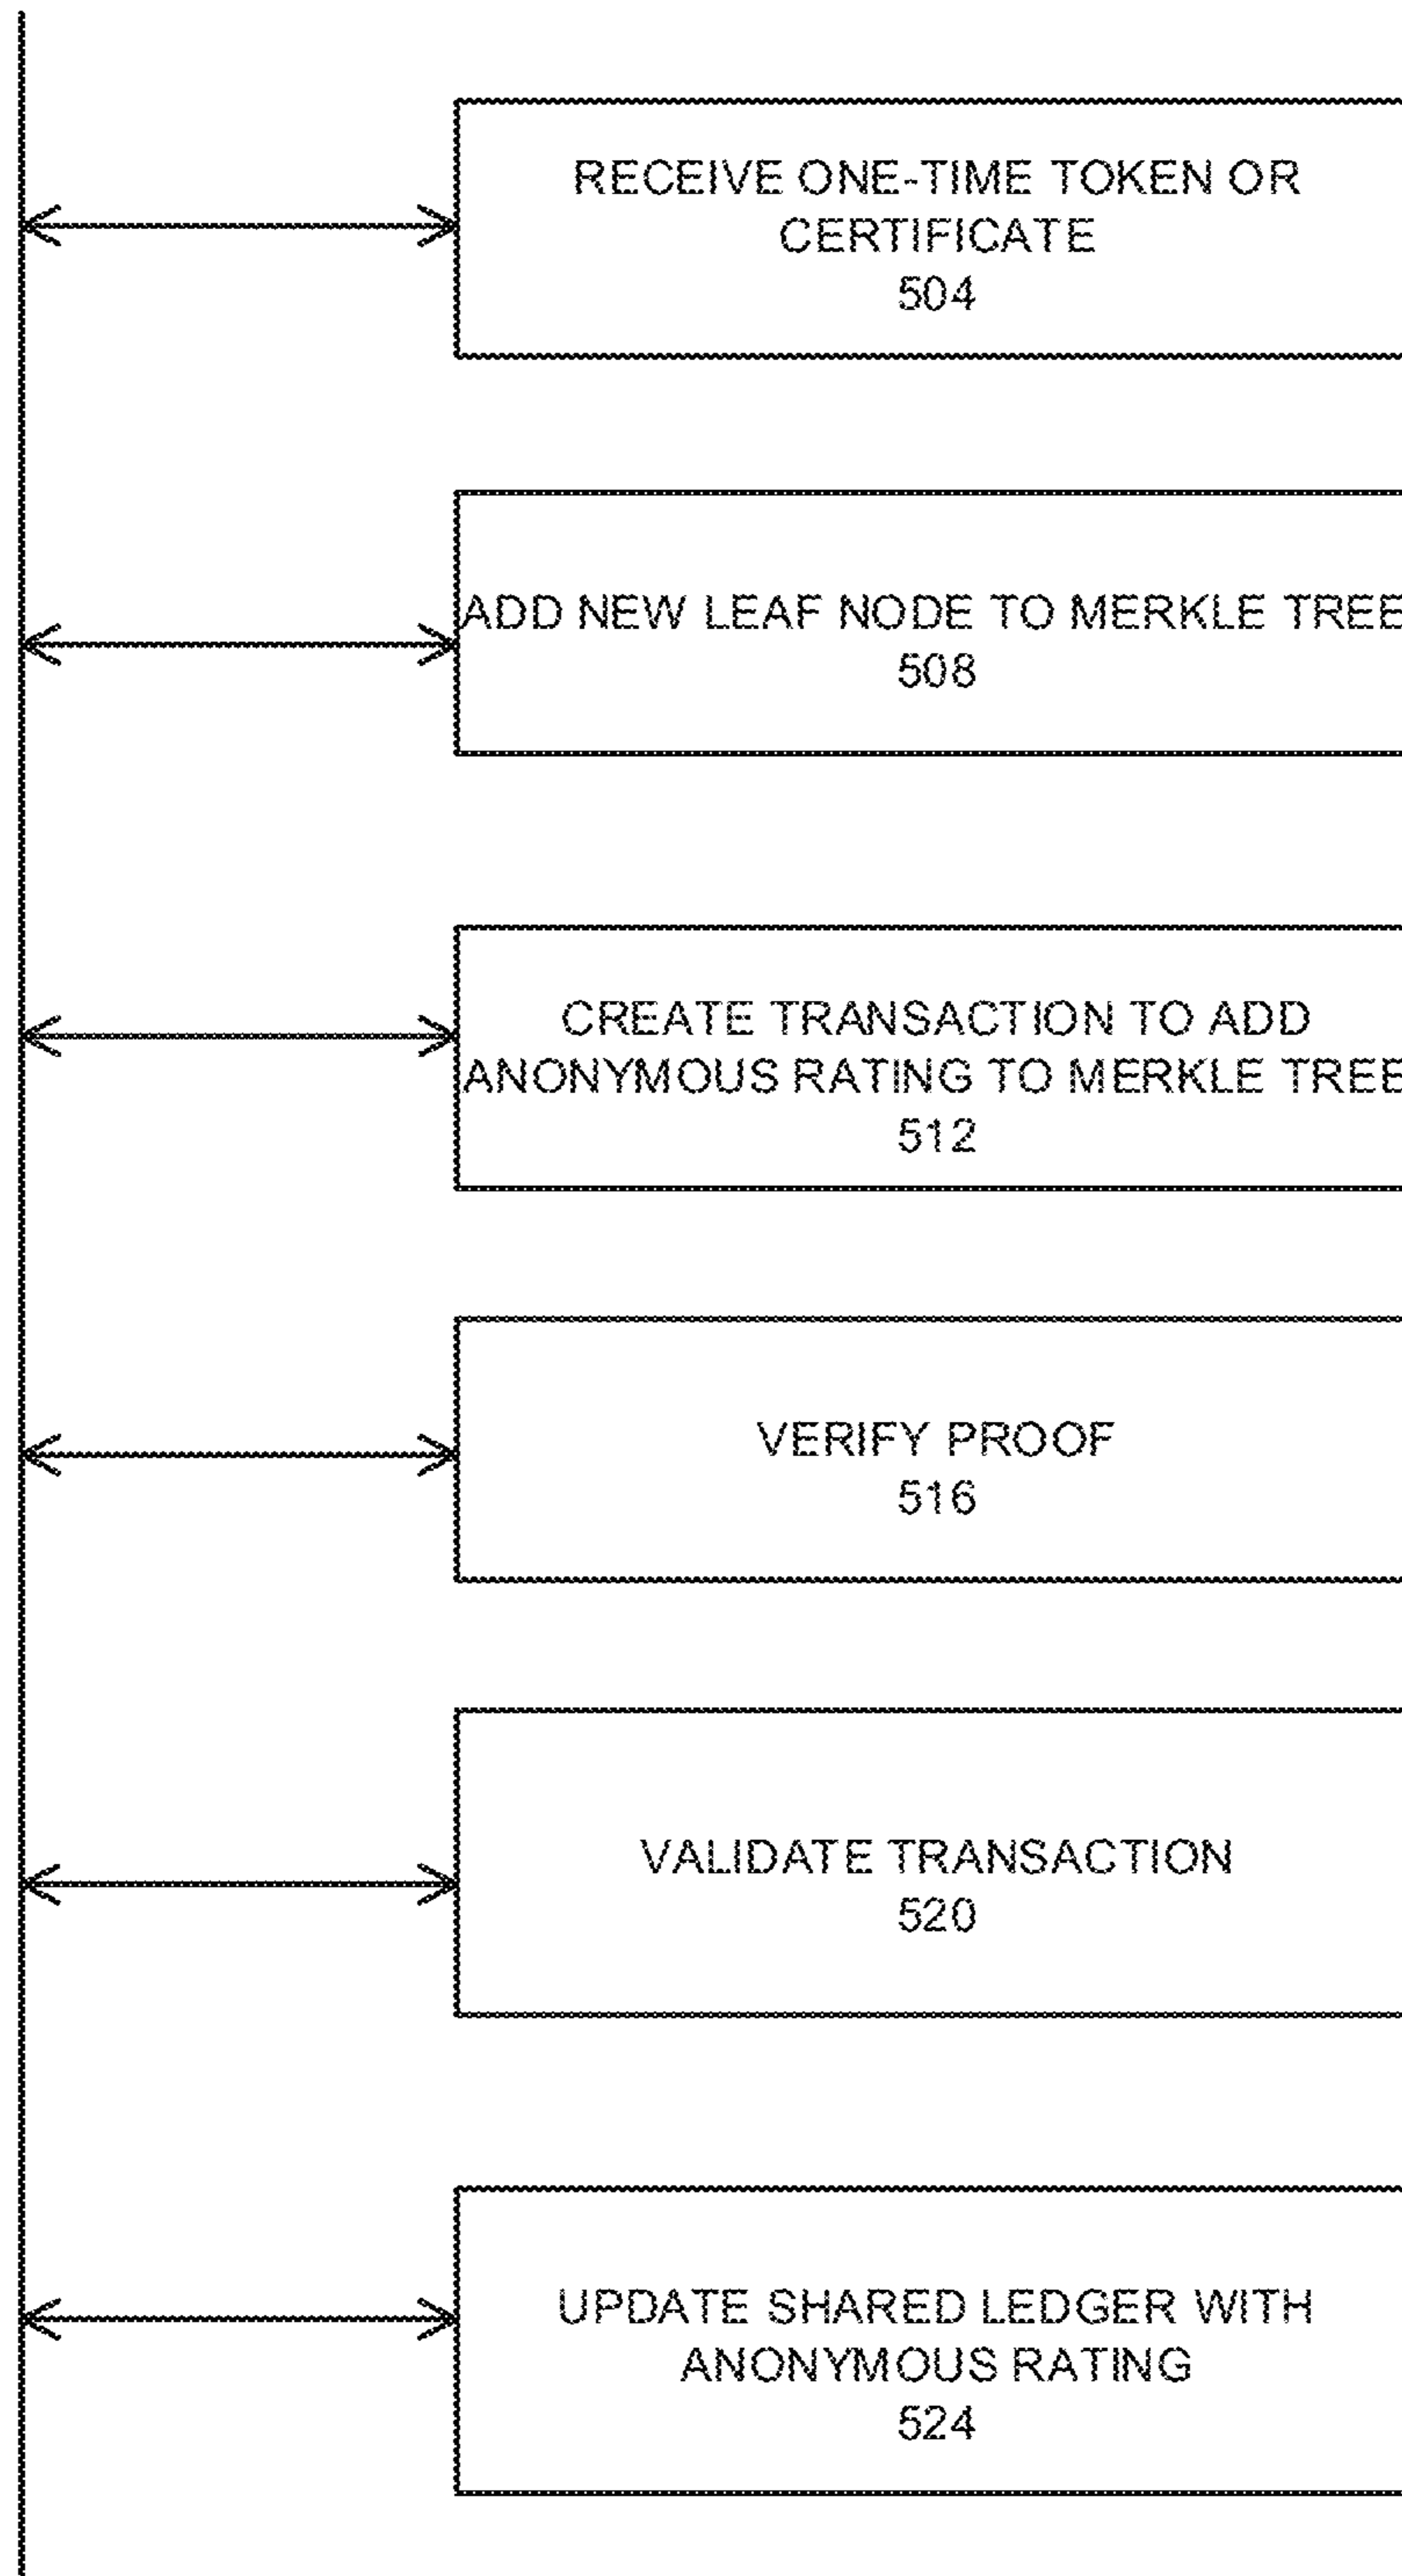 RECEIVE ONE-TIME TOKEN OR
CERTIFICATE
504
ADD NEW LEAF NODE TO MERKLE TREE
508
CREATE TRANSACTION TO ADD
ANONYMOUS RATING TO MERKLE TREE
512
VERIFY PROOF
516
VALIDATE TRANSACTION
520
UPDATE SHARED LEDGER WITH
ANONYMOUS RATING
524